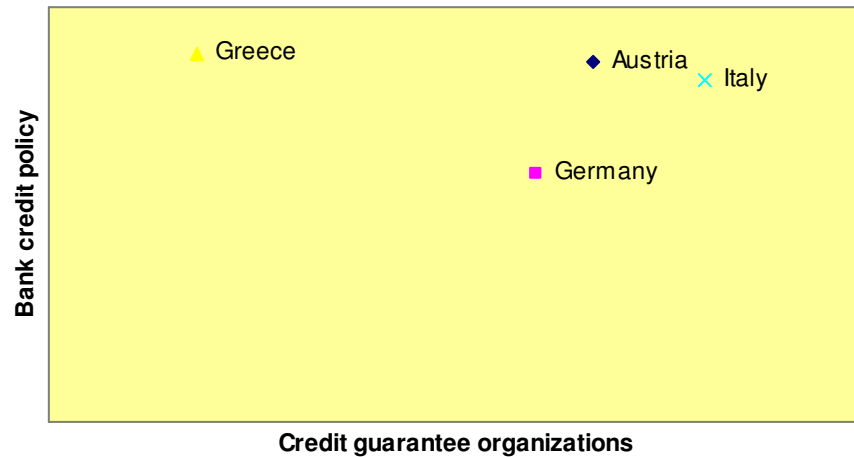 Greece
Austria
Italy
Germany
Bank credit policy
Credit guarantee organizations